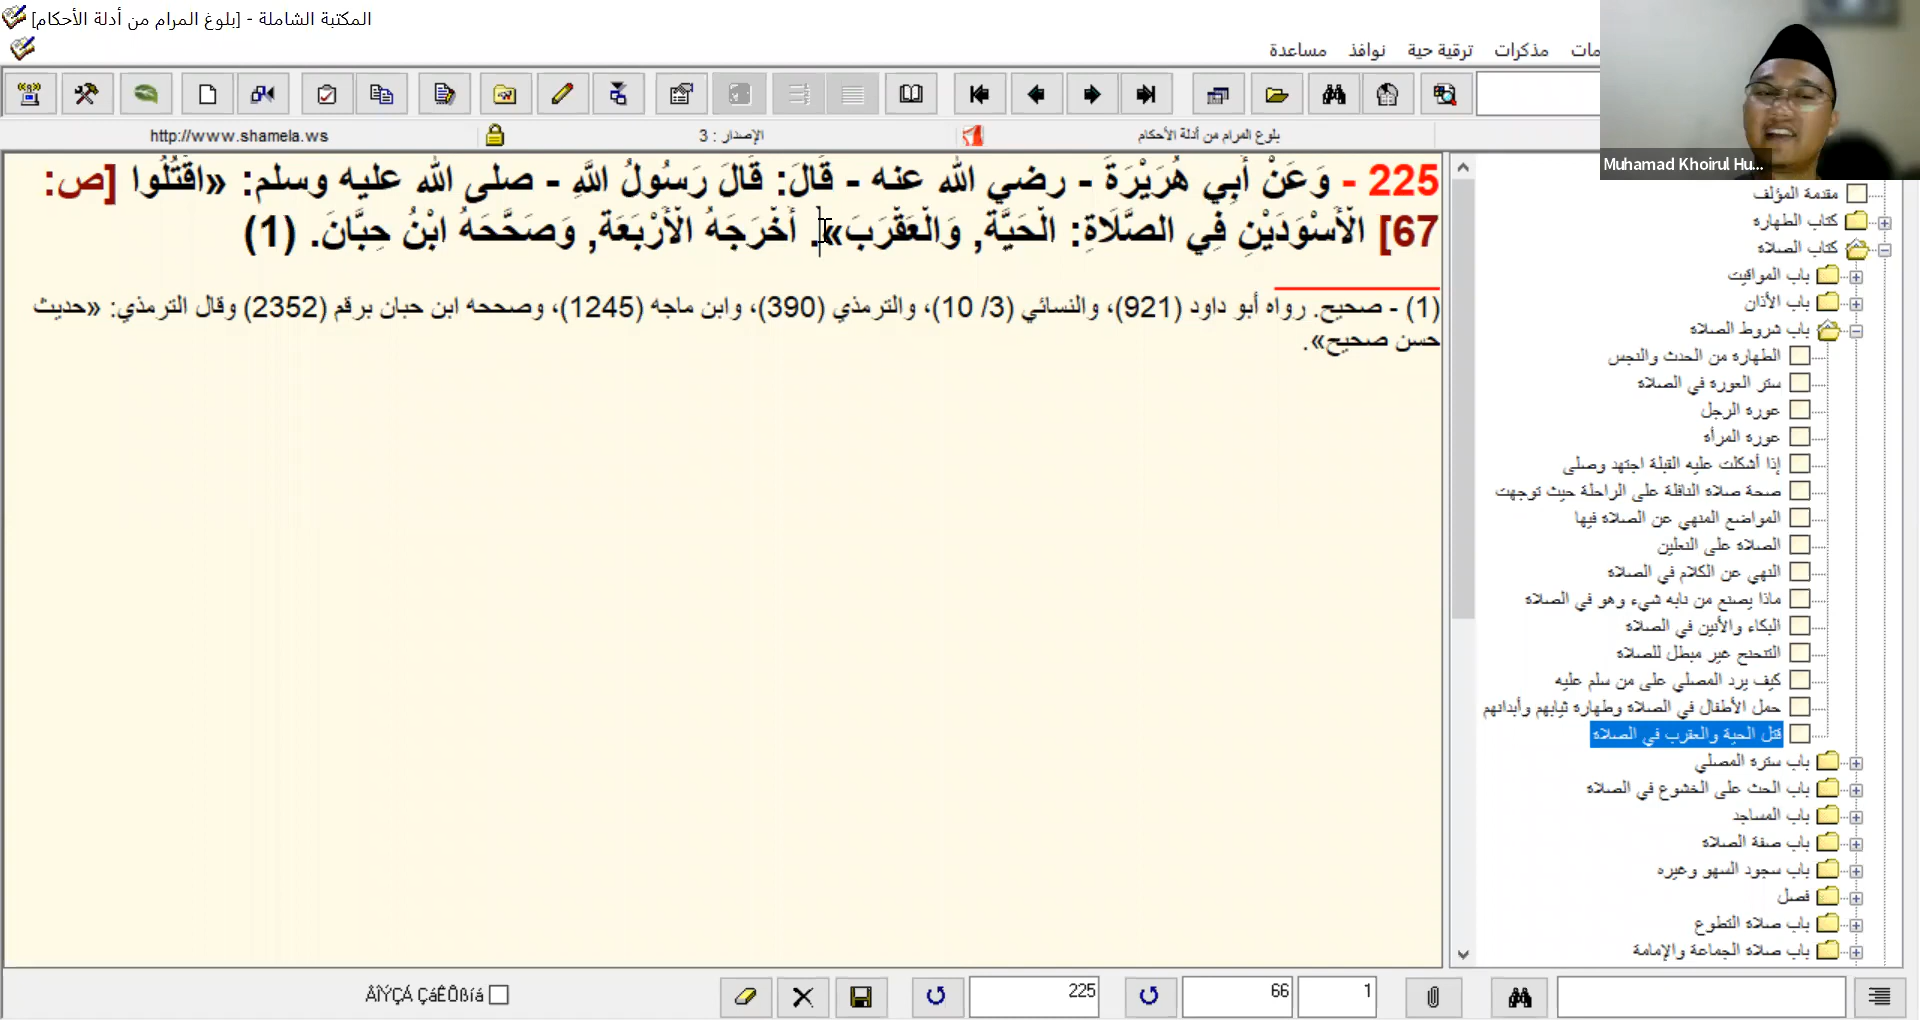 المكتبة الشاملة - [بلوغ المرام من أدلة الأحكام]
مات مذكرات ترقية حية نوافذ مساعدة
Muhamad Khoirul Hu...
بلوغ المرام من أدلة الأحكام
الإصدار : 3
http://www.shamela.ws
225 - وَعَنْ أَبِي هُرَيْرَةَ - رضي الله عنه - قَالَ: قَالَ رَسُولُ اللَّهِ - صلى الله عليه وسلم: «اقْتُلُوا [ص:
67] الْأَسْوَدَيْنِ فِي الصَّلَاةِ: الْحَيَّةَ, وَالْعَقْرَبَ». أَخْرَجَهُ الْأَرْبَعَةُ, وَصَحَّحَهُ ابْنُ حِبَّانَ. (1)
(1) - صحيح. رواه أبو داود (921)، والنسائي (3/ 10)، والترمذي (390)، وابن ماجه (1245)، وصححه ابن حبان برقم (2352) وقال الترمذي: «حديث
حسن صحيح».
مقدمة المؤلف
كتاب الطهارة
كتاب الصلاة
باب المواقيت
باب الأذان
باب شروط الصلاة
الطهارة من الحدث والنجس
ستر العورة في الصلاة
عورة الرجل
عورة المرأة
إذا أشكلت عليه القبلة اجتهد وصلى
صحة صلاة النافلة على الراحلة حيث توجهت
المواضع المنهي عن الصلاة فيها
الصلاة على النعلين
النهي عن الكلام في الصلاة
ماذا يصنع من نابه شيء وهو في الصلاة
البكاء والأنين في الصلاة
التنحنح غير مبطل للصلاة
كيف يرد المصلي على من سلم عليه
حمل الأطفال في الصلاة وطهارة ثيابهم وأبدانهم
قتل الحية والعقرب في الصلاة
باب سترة المصلي
باب الحث على الخشوع في الصلاة
باب المساجد
باب صفة الصلاة
باب سجود السهو وغيره
فصل
باب صلاة التطوع
باب صلاة الجماعة والإمامة
ÅÎÝÇÁ ÇáÊÔßíá
225
66
1